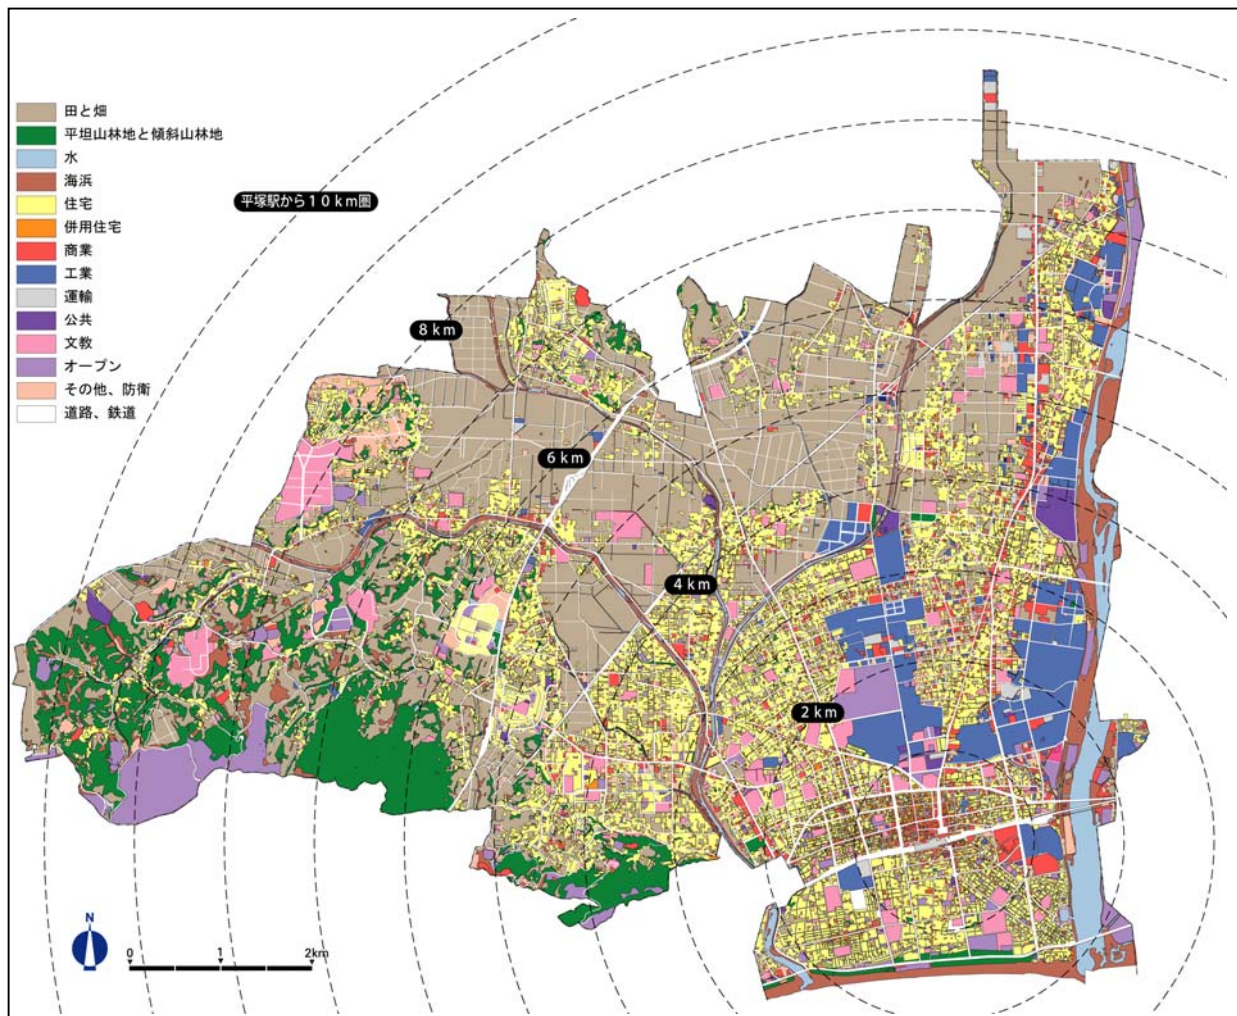 田と畑
平坦山林地と傾斜山林地
水
海浜
住宅
併用住宅
商業
工業
運輸
公共
文教
オープン
その他、防衛
道路、鉄道
平塚駅から10km圏
8km
6km
4km
2km
N
0 1 2km